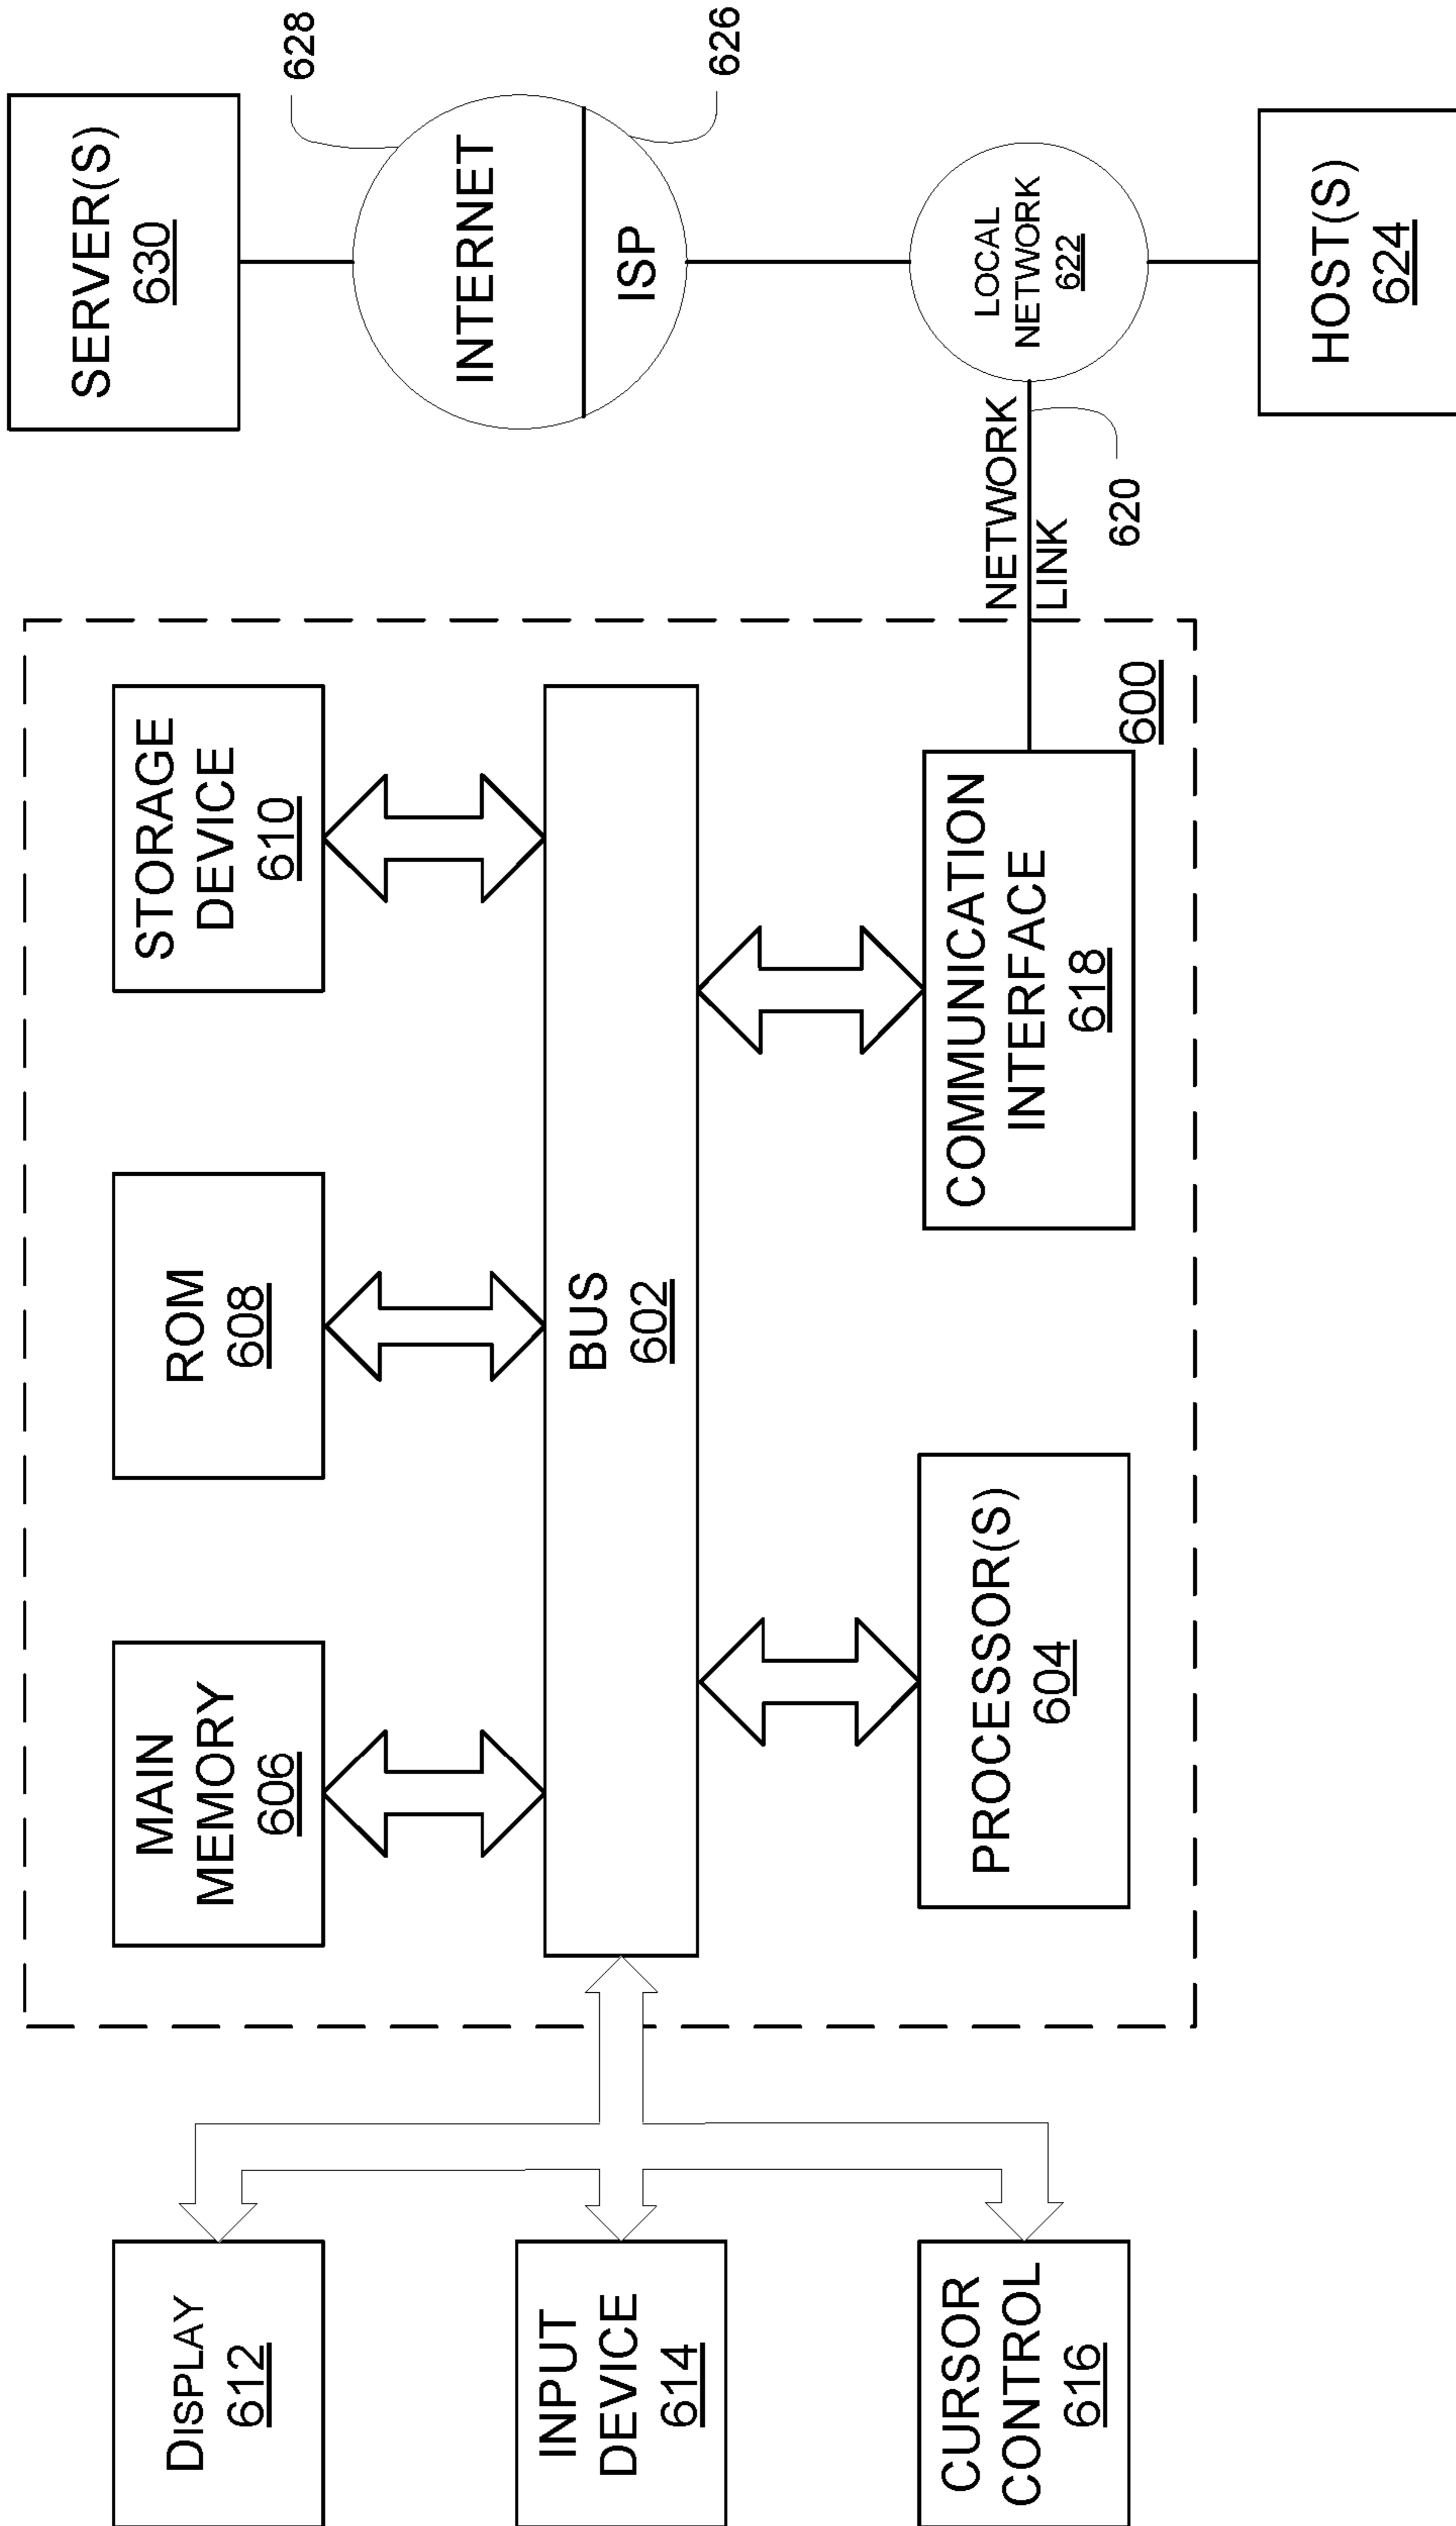 DISPLAY
612
INPUT
DEVICE
614
CURSOR
CONTROL
616
MAIN
MEMORY
606
ROM
608
STORAGE
DEVICE
610
BUS
602
PROCESSOR(S)
604
COMMUNICATION
INTERFACE
618
600
NETWORK
LINK
620
SERVER(S)
630
628
INTERNET
ISP
626
LOCAL
NETWORK
622
HOST(S)
624